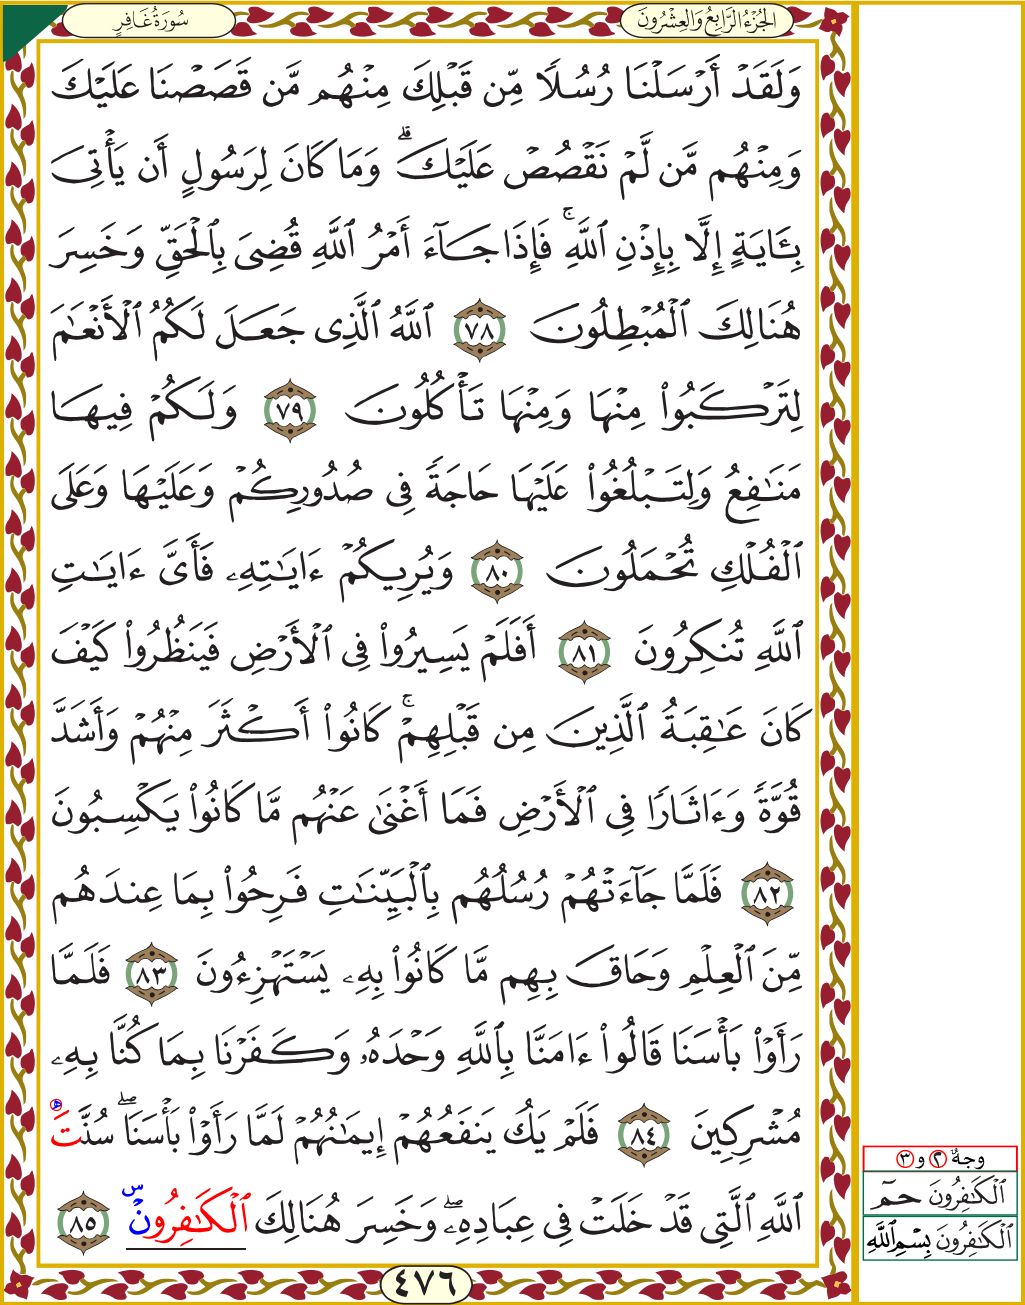 سُورَةُ غَافِرٍ
الجُزْءُ الرَّابِعُ وَالعِشْرُونَ
وَلَقَدْ أَرْسَلْنَا رُسُلًا مِّن قَبْلِكَ مِنْهُم مَّن قَصَصْنَا عَلَيْكَ
وَمِنْهُم مَّن لَّمْ نَقْصُصْ عَلَيْكَۗ وَمَا كَانَ لِرَسُولٍ أَن يَأْتِىَ
بِـَٔايَةٍ إِلَّا بِإِذْنِ ٱللَّهِۚ فَإِذَا جَآءَ أَمْرُ ٱللَّهِ قُضِىَ بِٱلْحَقِّ وَخَسِرَ
هُنَالِكَ ٱلْمُبْطِلُونَ ٧٨ ٱللَّهُ ٱلَّذِى جَعَلَ لَكُمُ ٱلْأَنْعَٰمَ
لِتَرْكَبُوا۟ مِنْهَا وَمِنْهَا تَأْكُلُونَ ٧٩ وَلَكُمْ فِيهَا
مَنَٰفِعُ وَلِتَبْلُغُوا۟ عَلَيْهَا حَاجَةً فِى صُدُورِكُمْ وَعَلَيْهَا وَعَلَى
ٱلْفُلْكِ تُحْمَلُونَ ٨٠ وَيُرِيكُمْ ءَايَٰتِهِۦ فَأَىَّ ءَايَٰتِ
ٱللَّهِ تُنكِرُونَ ٨١ أَفَلَمْ يَسِيرُوا۟ فِى ٱلْأَرْضِ فَيَنظُرُوا۟ كَيْفَ
كَانَ عَٰقِبَةُ ٱلَّذِينَ مِن قَبْلِهِمْۚ كَانُوٓا۟ أَكْثَرَ مِنْهُمْ وَأَشَدَّ
قُوَّةً وَءَاثَارًا فِى ٱلْأَرْضِ فَمَآ أَغْنَىٰ عَنْهُم مَّا كَانُوا۟ يَكْسِبُونَ
٨٢ فَلَمَّا جَآءَتْهُمْ رُسُلُهُم بِٱلْبَيِّنَٰتِ فَرِحُوا۟ بِمَا عِندَهُم
مِّنَ ٱلْعِلْمِ وَحَاقَ بِهِم مَّا كَانُوا۟ بِهِۦ يَسْتَهْزِءُونَ ٨٣ فَلَمَّا
رَأَوْا۟ بَأْسَنَا قَالُوٓا۟ ءَامَنَّا بِٱللَّهِ وَحْدَهُۥ وَكَفَرْنَا بِمَا كُنَّا بِهِۦ
مُشْرِكِينَ ٨٤ فَلَمْ يَكُ يَنفَعُهُمْ إِيمَٰنُهُمْ لَمَّا رَأَوْا۟ بَأْسَنَاۖ سُنَّتَ
ٱللَّهِ ٱلَّتِى قَدْ خَلَتْ فِى عِبَادِهِۦۖ وَخَسِرَ هُنَالِكَ ٱلْكَٰفِرُونَ ٨٥
وجهٌ ٢ و ٣
ٱلْكَٰفِرُونَ حمٓ
ٱلْكَٰفِرُونَ بِسْمِ ٱللَّهِ
٤٧٦